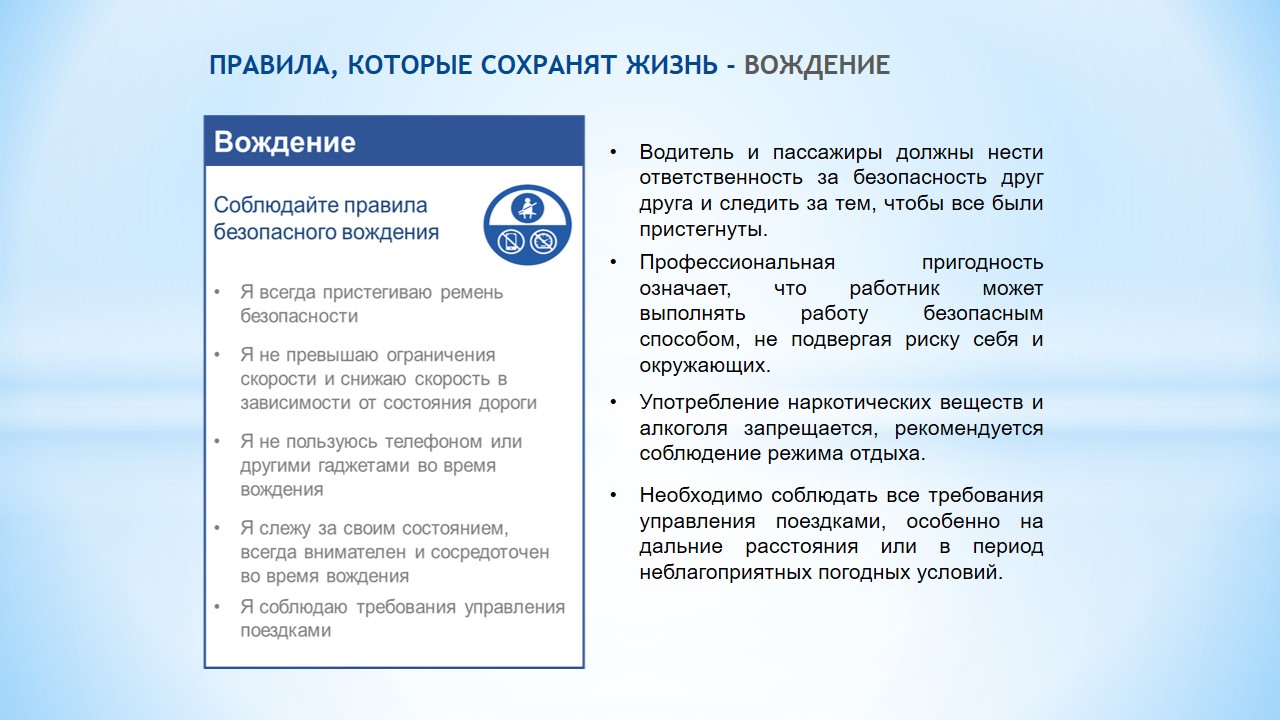 ПРАВИЛА, КОТОРЫЕ СОХРАНЯТ ЖИЗНЬ - ВОЖДЕНИЕ
Вождение
Соблюдайте правила
безопасного вождения
• Я всегда пристегиваю ремень
безопасности
• Я не превышаю ограничения
скорости и снижаю скорость в
зависимости от состояния дороги
• Я не пользуюсь телефоном или
другими гаджетами во время
вождения
• Я слежу за своим состоянием,
всегда внимателен и сосредоточен
во время вождения
• Я соблюдаю требования управления
поездками
• Водитель и пассажиры должны нести
ответственность за безопасность друг
друга и следить за тем, чтобы все были
пристегнуты.
• Профессиональная пригодность
означает, что работник может
выполнять работу безопасным
способом, не подвергая риску себя и
окружающих.
• Употребление наркотических веществ и
алкоголя запрещается, рекомендуется
соблюдение режима отдыха.
• Необходимо соблюдать все требования
управления поездками, особенно на
дальние расстояния или в период
неблагоприятных погодных условий.